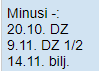 Minusi -:
20.10. DZ
9.11. DZ 1/2
14.11. bilj.